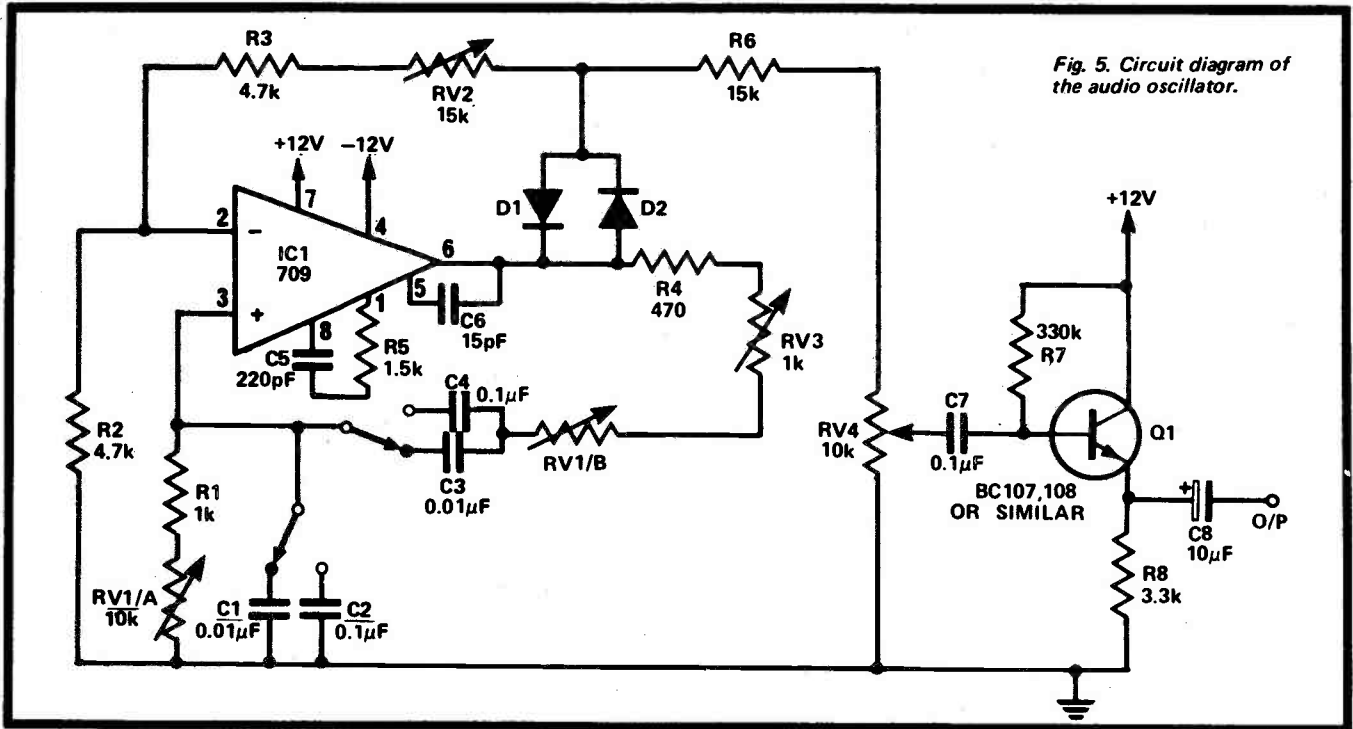 R3
4.7k
RV2
15k
R6
15k
Fig. 5. Circuit diagram of
the audio oscillator.
+12V
-12V
7
4
2
-
IC1
709
6
3
+
5
1
8
D1
D2
R4
470
C6
15pF
RV3
1k
C5
220pF
R5
1.5k
C4
0.1µF
C3
0.01µF
RV1/B
R2
4.7k
R1
1k
RV1/A
10k
C1
0.01µF
C2
0.1µF
RV4
10k
C7
0.1µF
+12V
330k
R7
Q1
BC107,108
OR SIMILAR
+
C8
10µF
O/P
R8
3.3k